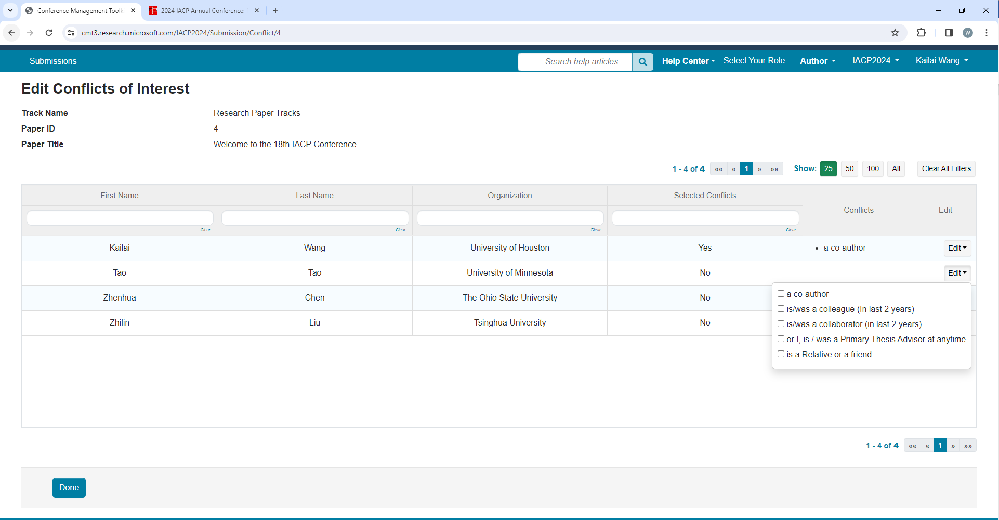 Conference Management Toolk
2024 IACP Annual Conference:
cmt3.research.microsoft.com/IACP2024/Submission/Conflict/4
W
Submissions
Search help articles
Help Center
Select Your Role :
Author
IACP2024
Kailai Wang
Edit Conflicts of Interest
Track Name Research Paper Tracks
Paper ID 4
Paper Title Welcome to the 18th IACP Conference
1 - 4 of 4 «« « 1 » »» Show: 25 50 100 All Clear All Filters
First Name Last Name Organization Selected Conflicts Conflicts Edit
Clear Clear Clear Clear
Kailai Wang University of Houston Yes • a co-author Edit
Tao Tao University of Minnesota No Edit
Zhenhua Chen The Ohio State University No
Zhilin Liu Tsinghua University No
a co-author
is/was a colleague (In last 2 years)
is/was a collaborator (in last 2 years)
or I, is / was a Primary Thesis Advisor at anytime
is a Relative or a friend
1 - 4 of 4 «« « 1 » »»
Done